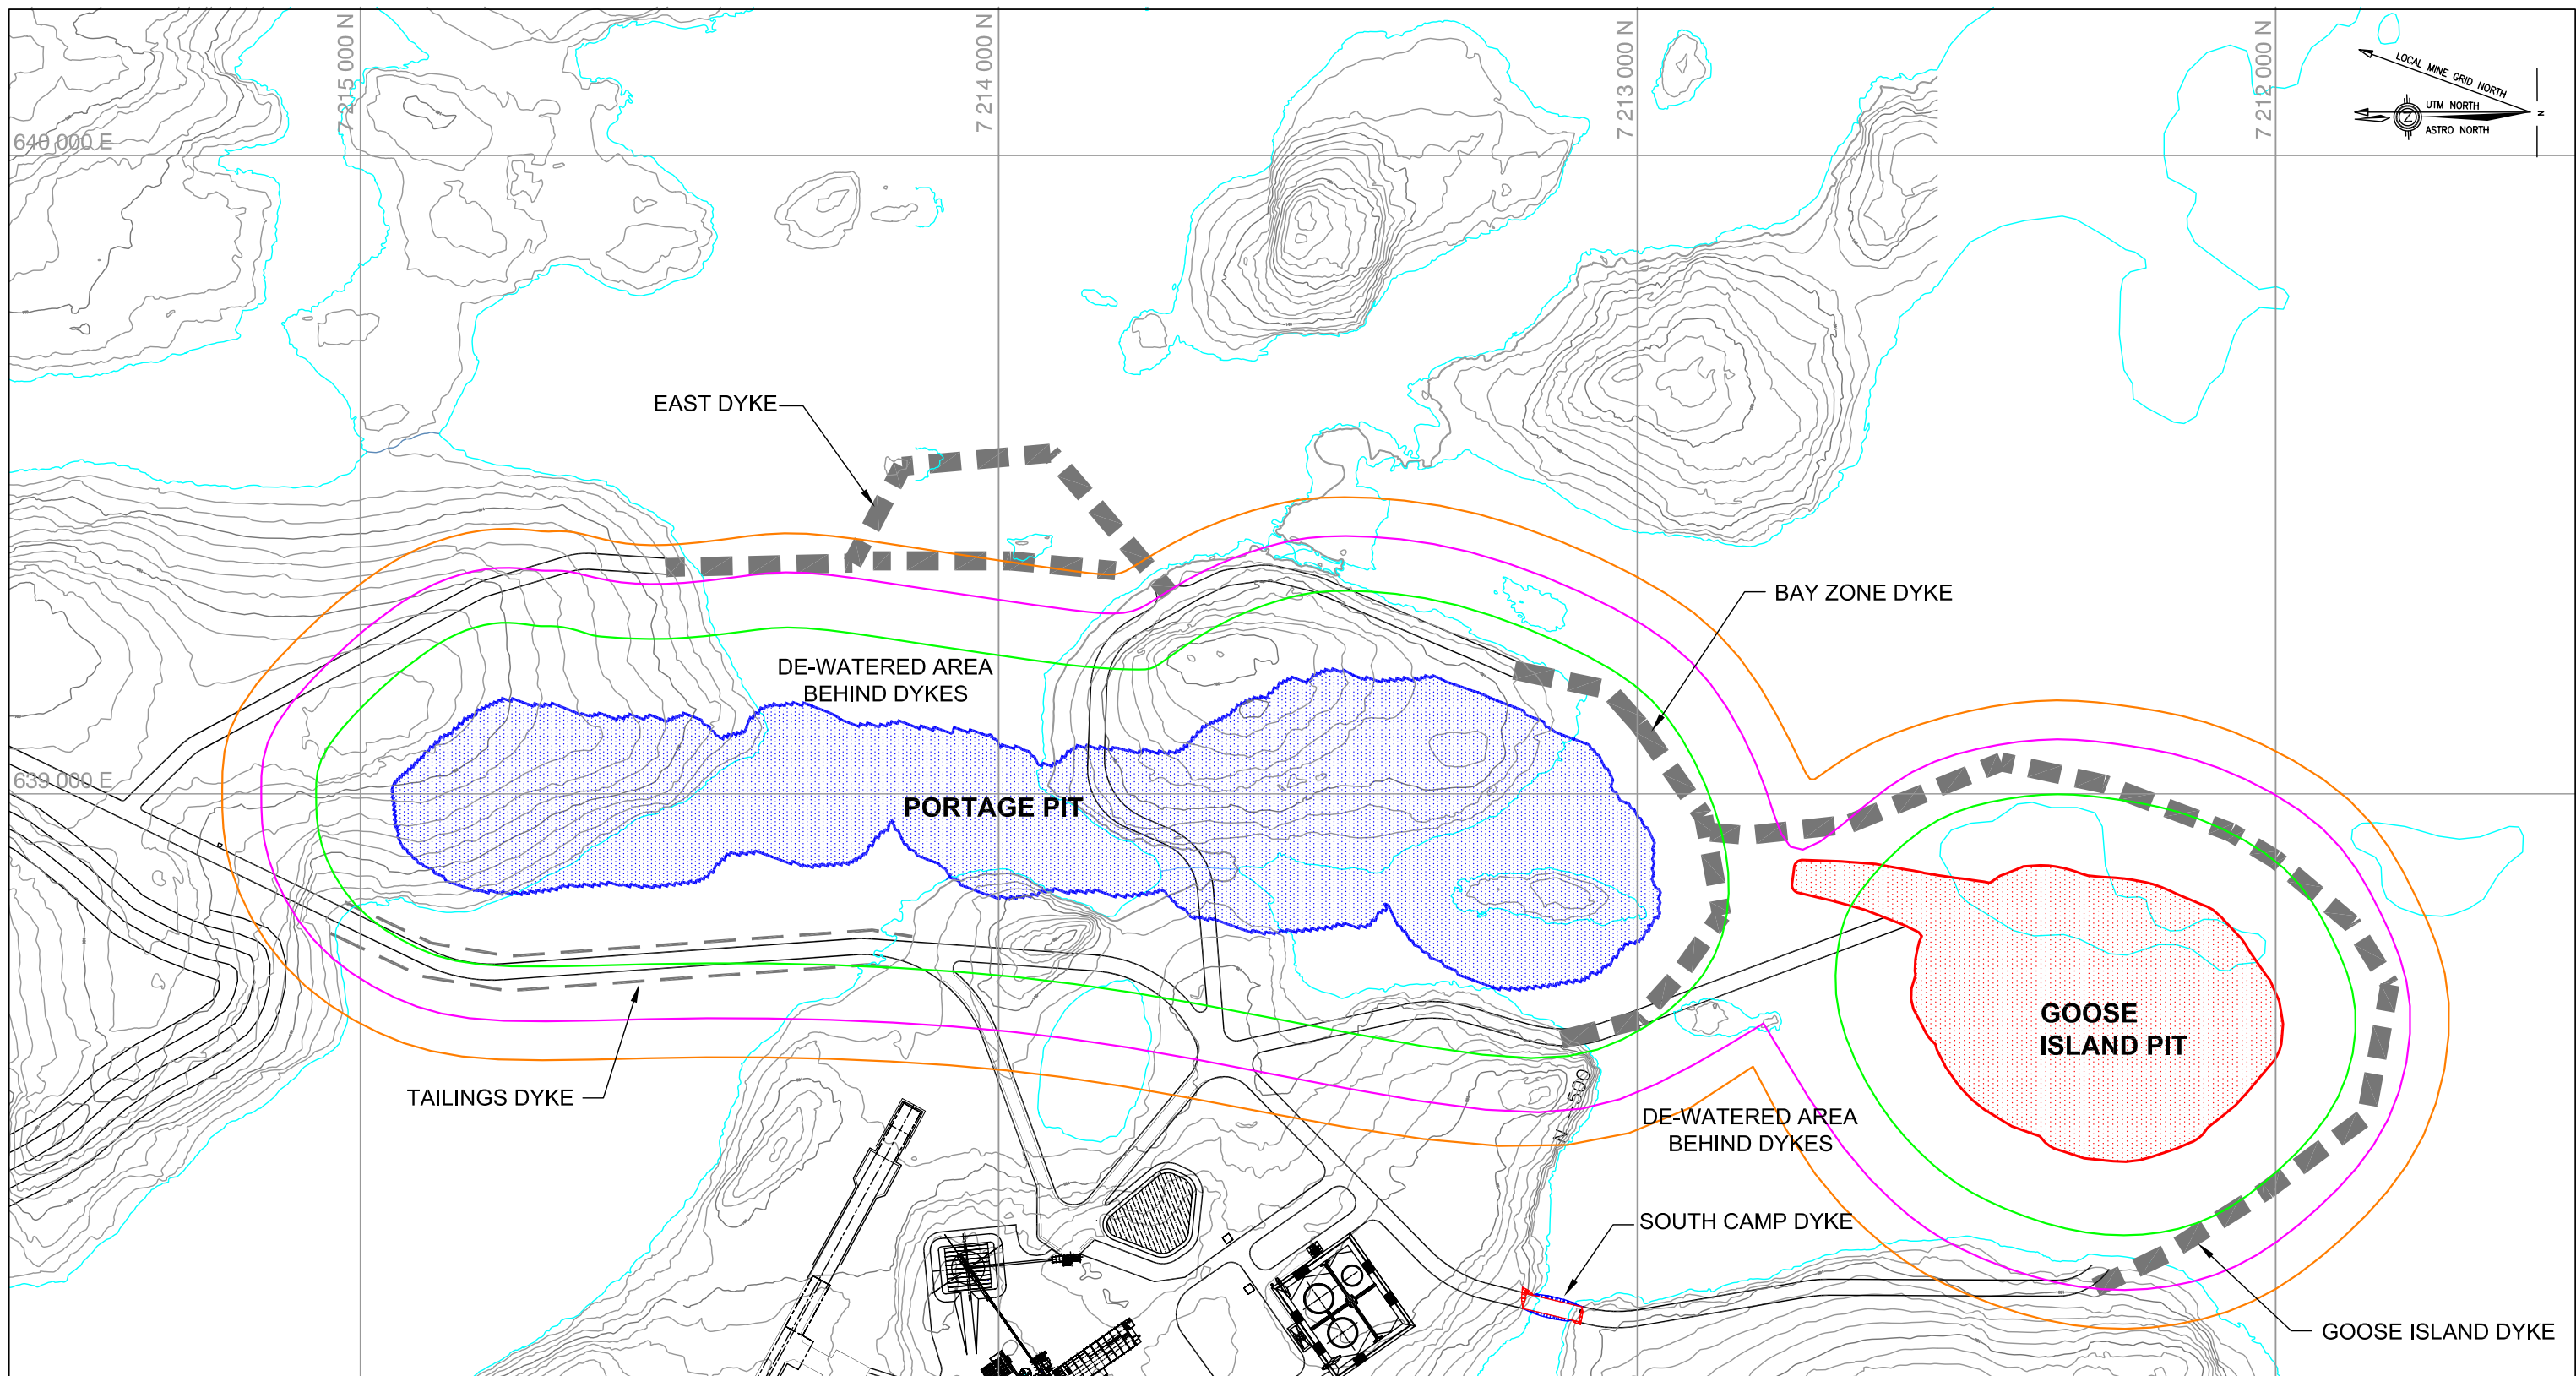 7 215 000 N
7 214 000 N
7 213 000 N
7 212 000 N
LOCAL MINE GRID NORTH
UTM NORTH
Z
N
ASTRO NORTH
640 000 E
EAST DYKE
BAY ZONE DYKE
DE-WATERED AREA
BEHIND DYKES
639 000 E
PORTAGE PIT
GOOSE
ISLAND PIT
TAILINGS DYKE
N -500
DE-WATERED AREA
BEHIND DYKES
SOUTH CAMP DYKE
GOOSE ISLAND DYKE